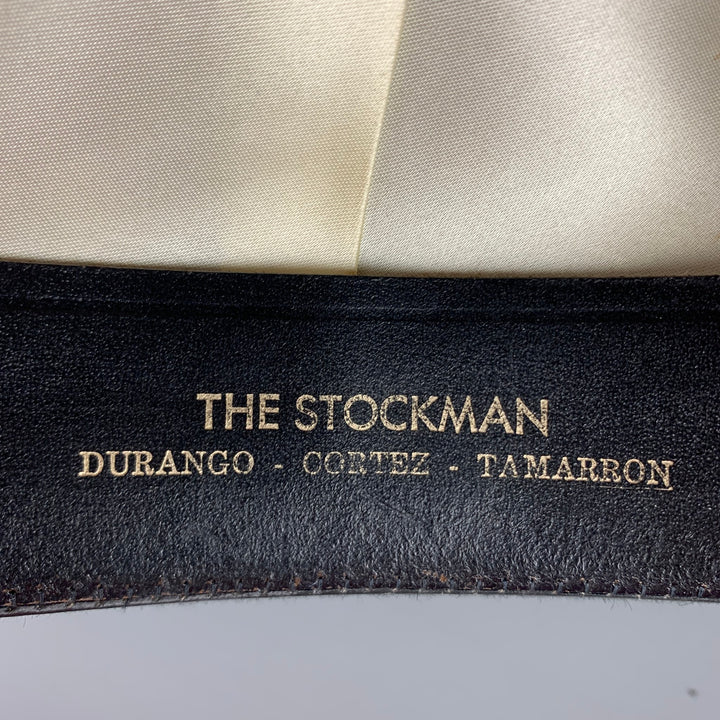 THE STOCKMAN
DURANGO - CORTEZ - TAMARRON